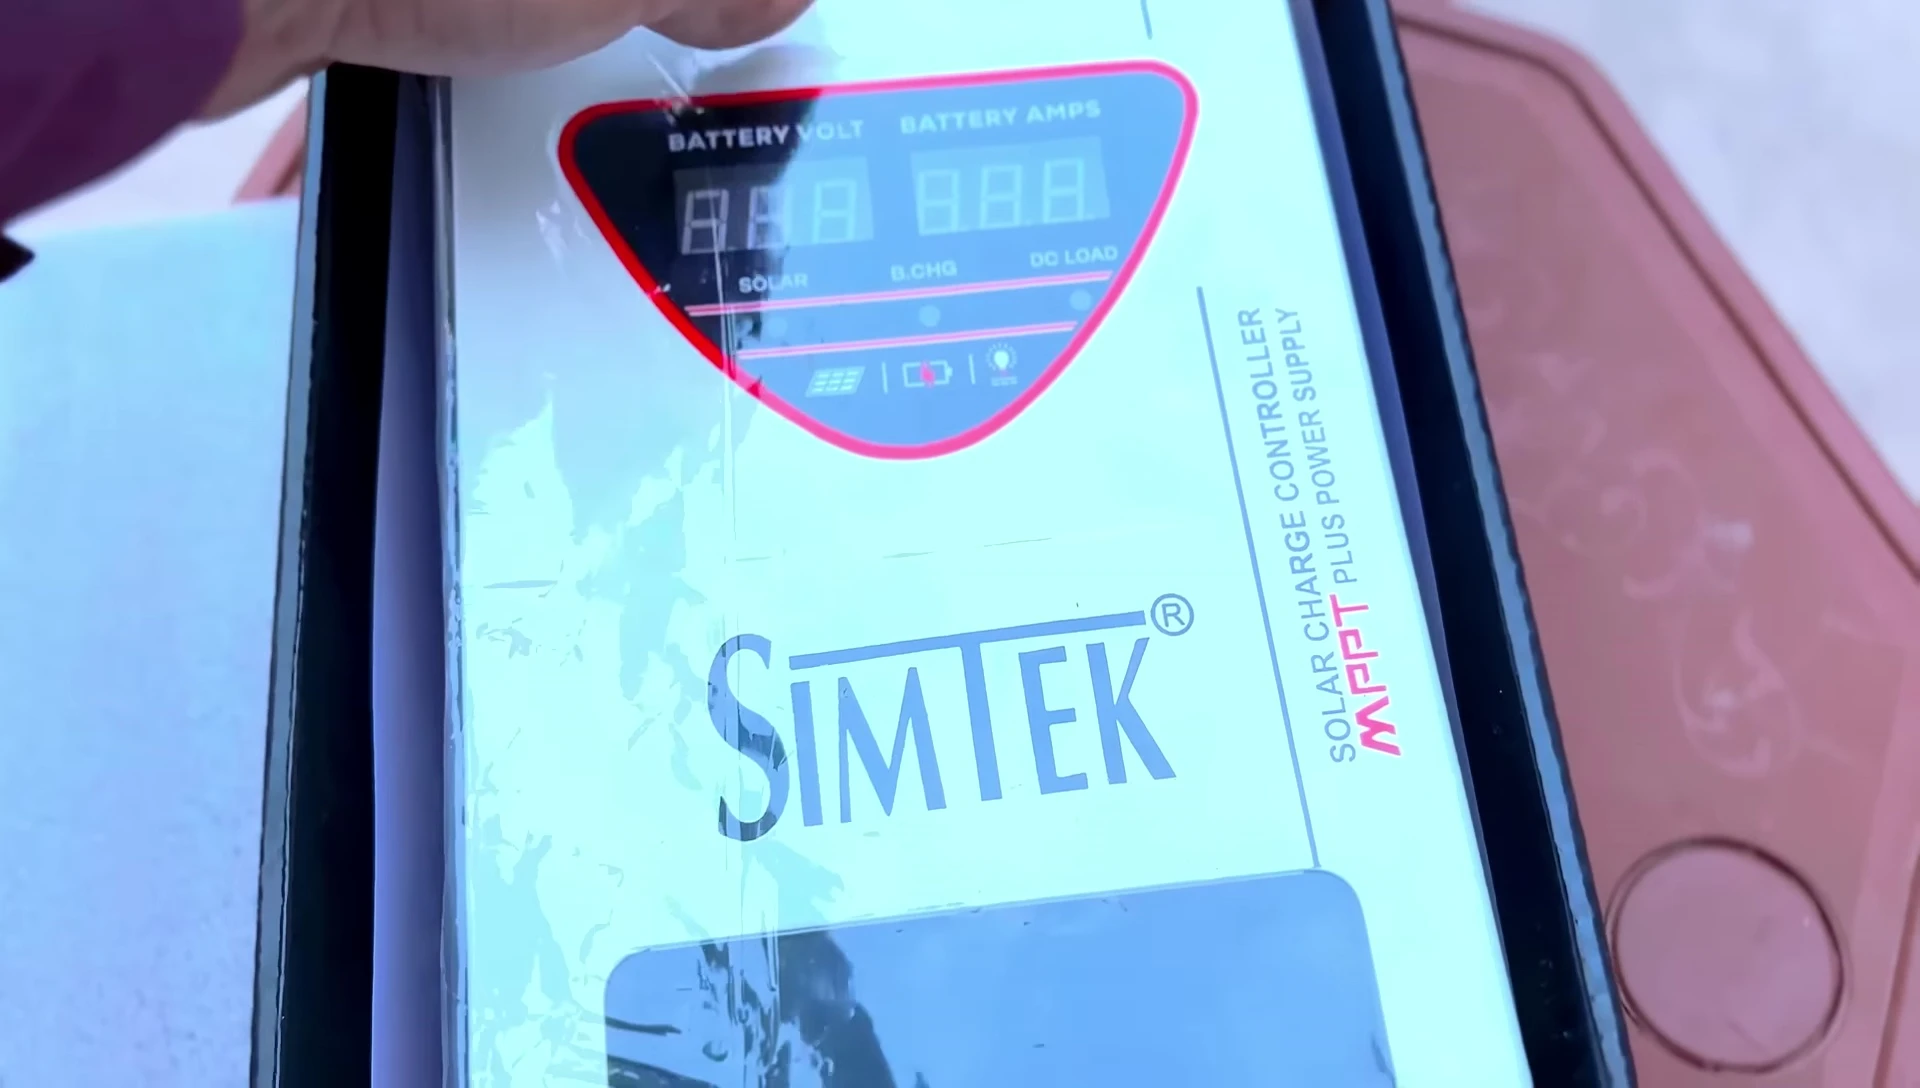 BATTERY VOLT BATTERY AMPS
SOLAR B.CHG DC LOAD
SIMTEK®
SOLAR CHARGE CONTROLLER
MPPT PLUS POWER SUPPLY